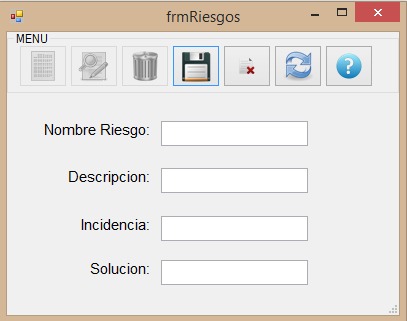 frmRiesgos
MENU
?
Nombre Riesgo:
Descripcion:
Incidencia:
Solucion: